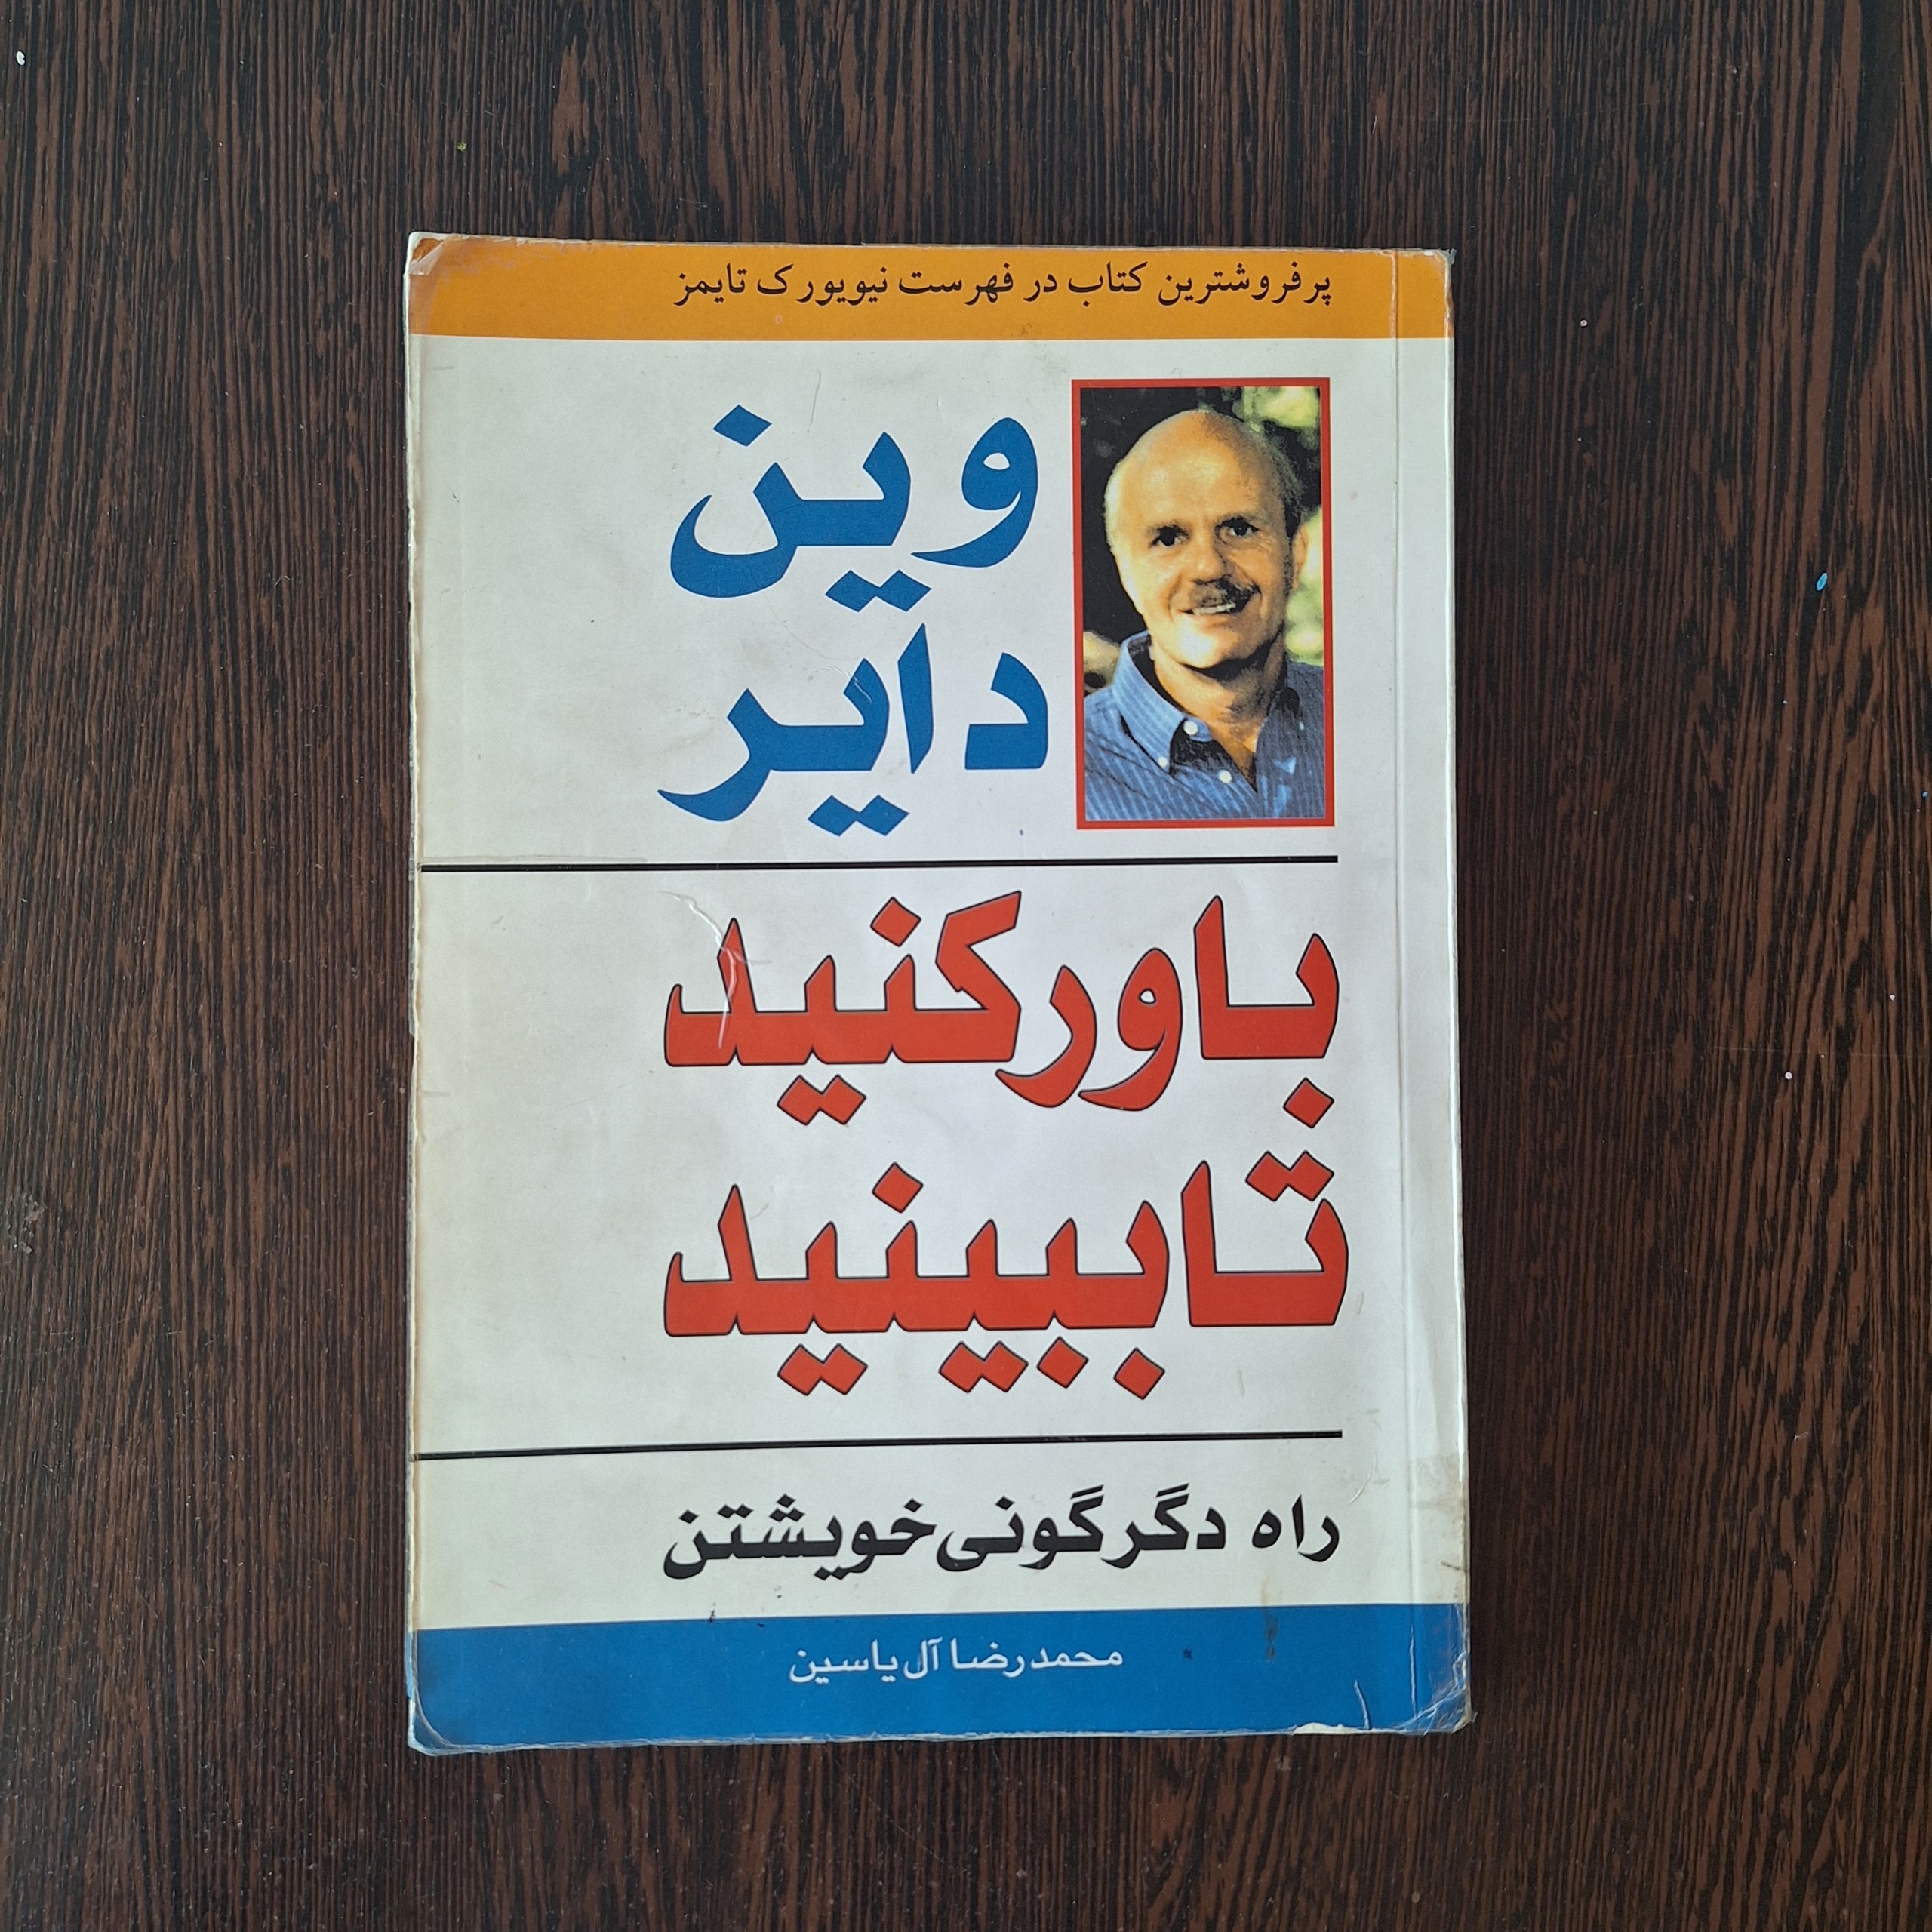 پرفروشترین کتاب در فهرست نیویورک تایمز
وین
دایر
باور کنید
تا ببینید
راه دگرگونی خویشتن
محمدرضا آل یاسین